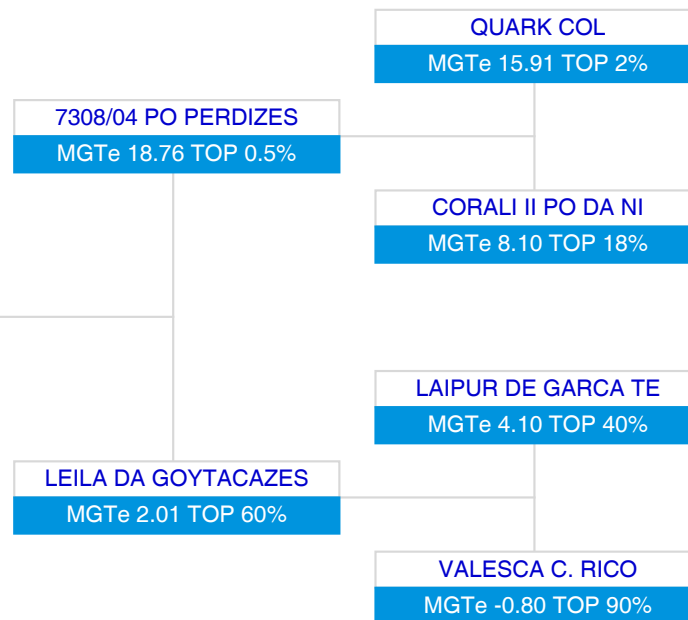 QUARK COL
MGTe 15.91 TOP 2%
7308/04 PO PERDIZES
MGTe 18.76 TOP 0.5%
CORALI II PO DA NI
MGTe 8.10 TOP 18%
LAIPUR DE GARCA TE
MGTe 4.10 TOP 40%
LEILA DA GOYTACAZES
MGTe 2.01 TOP 60%
VALESCA C. RICO
MGTe -0.80 TOP 90%